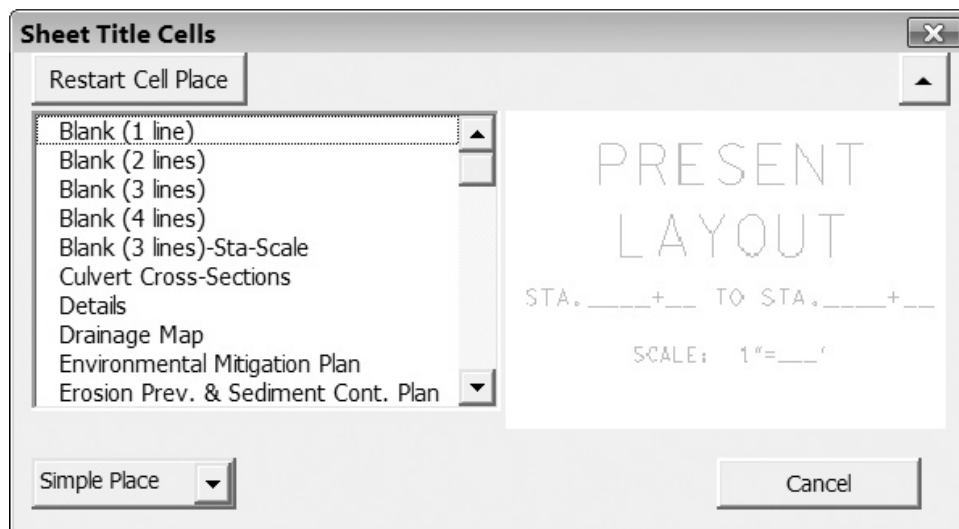 Sheet Title Cells
Restart Cell Place
Blank (1 line)
Blank (2 lines)
Blank (3 lines)
Blank (4 lines)
Blank (3 lines)-Sta-Scale
Culvert Cross-Sections
Details
Drainage Map
Environmental Mitigation Plan
Erosion Prev. & Sediment Cont. Plan
PRESENT
LAYOUT
STA.____+__ TO STA.____+__
SCALE: 1"=___'
Simple Place
Cancel